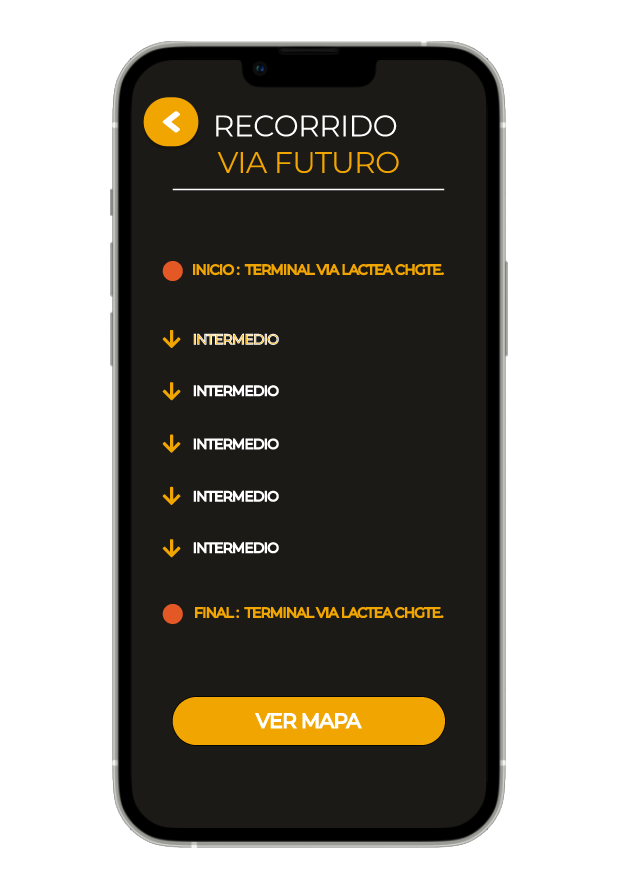 RECORRIDO
VIA FUTURO
INICIO : TERMINAL VIA LACTEA CHGTE.
INTERMEDIO
INTERMEDIO
INTERMEDIO
INTERMEDIO
INTERMEDIO
FINAL : TERMINAL VIA LACTEA CHGTE.
VER MAPA